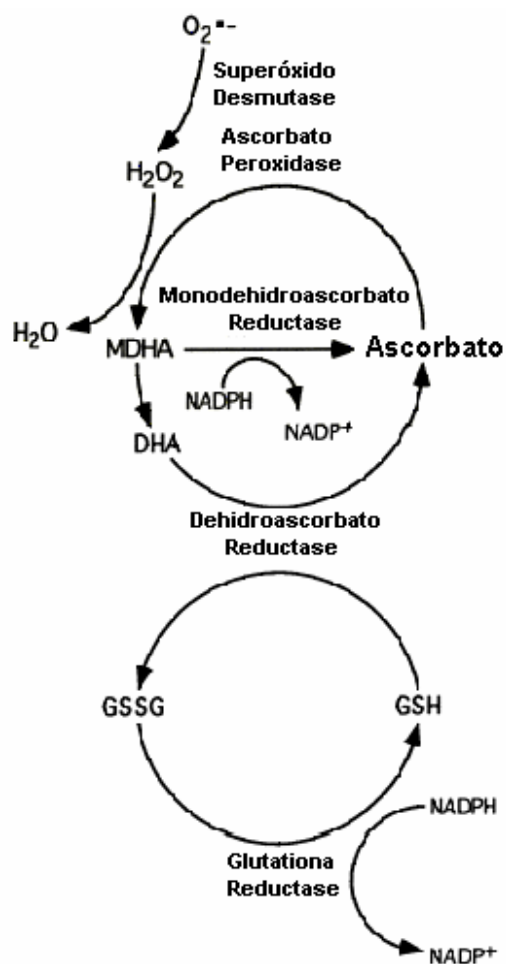 O₂•−
Superóxido
Desmutase
Ascorbato
Peroxidase
H₂O₂
Monodehidroascorbato
Reductase
H₂O
MDHA
Ascorbato
NADPH
NADP+
DHA
Dehidroascorbato
Reductase
GSSG
GSH
NADPH
Glutationa
Reductase
NADP+